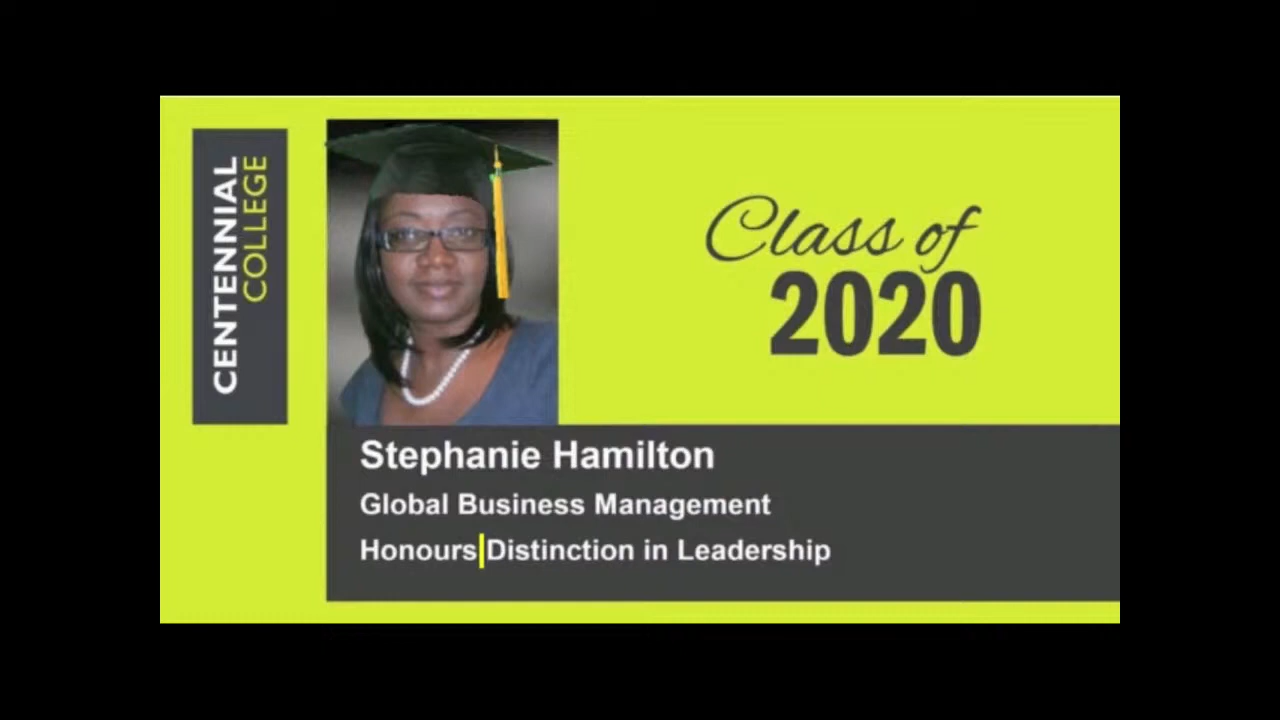 CENTENNIAL
COLLEGE
Class of
2020
Stephanie Hamilton
Global Business Management
Honours|Distinction in Leadership